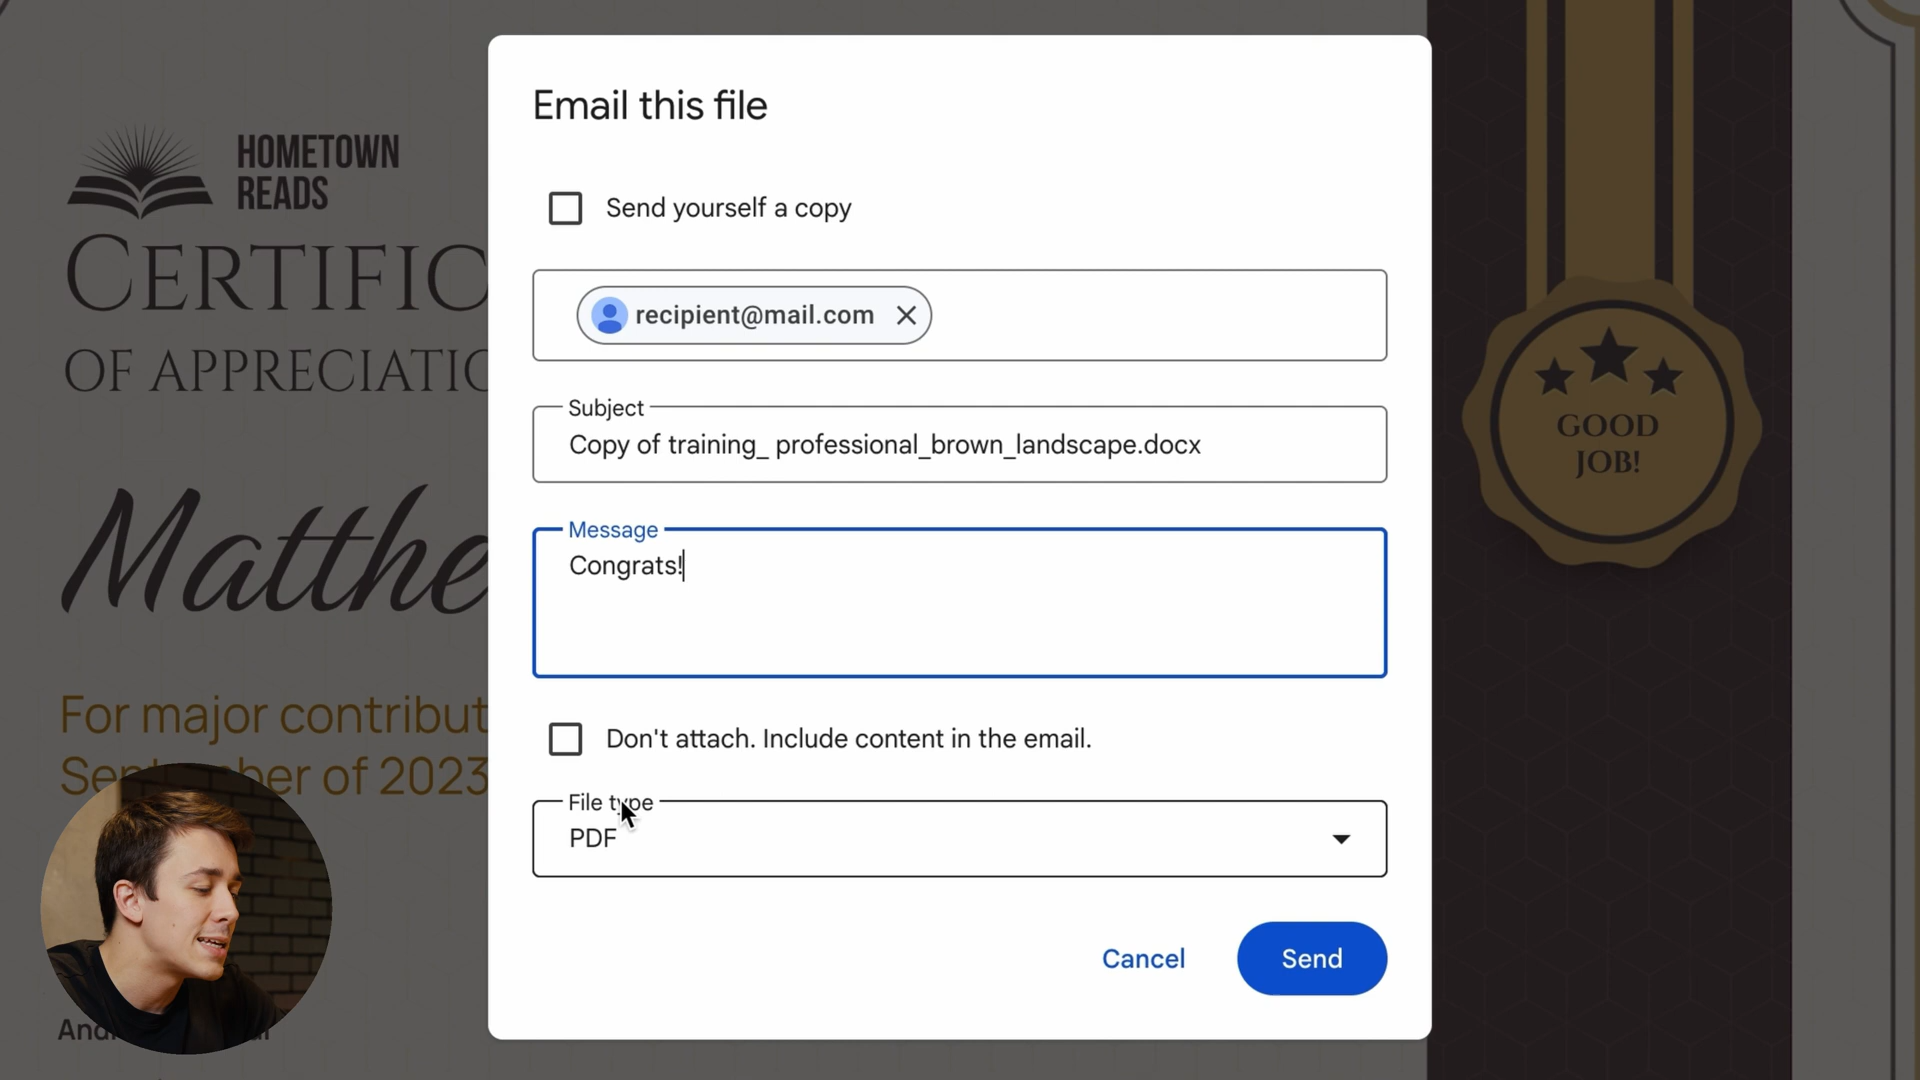 Email this file
Send yourself a copy
recipient@mail.com
Subject
Copy of training_ professional_brown_landscape.docx
Message
Congrats!
Don't attach. Include content in the email.
File type
PDF
Cancel
Send
HOMETOWN
READS
CERTIFIC
OF APPRECIATIO
Matthe
For major contribut
of 2023
GOOD
JOB!